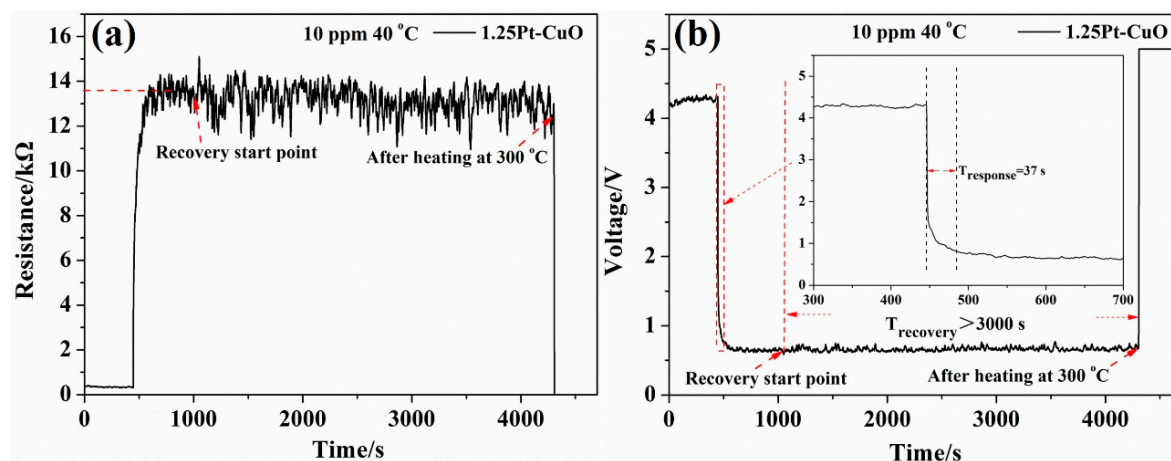 (a)
10 ppm 40 °C
1.25Pt-CuO
Resistance/kΩ
16
14
12
10
8
6
4
2
0
Recovery start point
After heating at 300 °C
0
1000
2000
3000
4000
Time/s
(b)
10 ppm 40 °C
1.25Pt-CuO
Voltage/V
5
4
3
2
1
0
5
4
3
2
1
Tresponse=37 s
300
400
500
600
700
Trecovery>3000 s
Recovery start point
After heating at 300 °C
0
1000
2000
3000
4000
Time/s